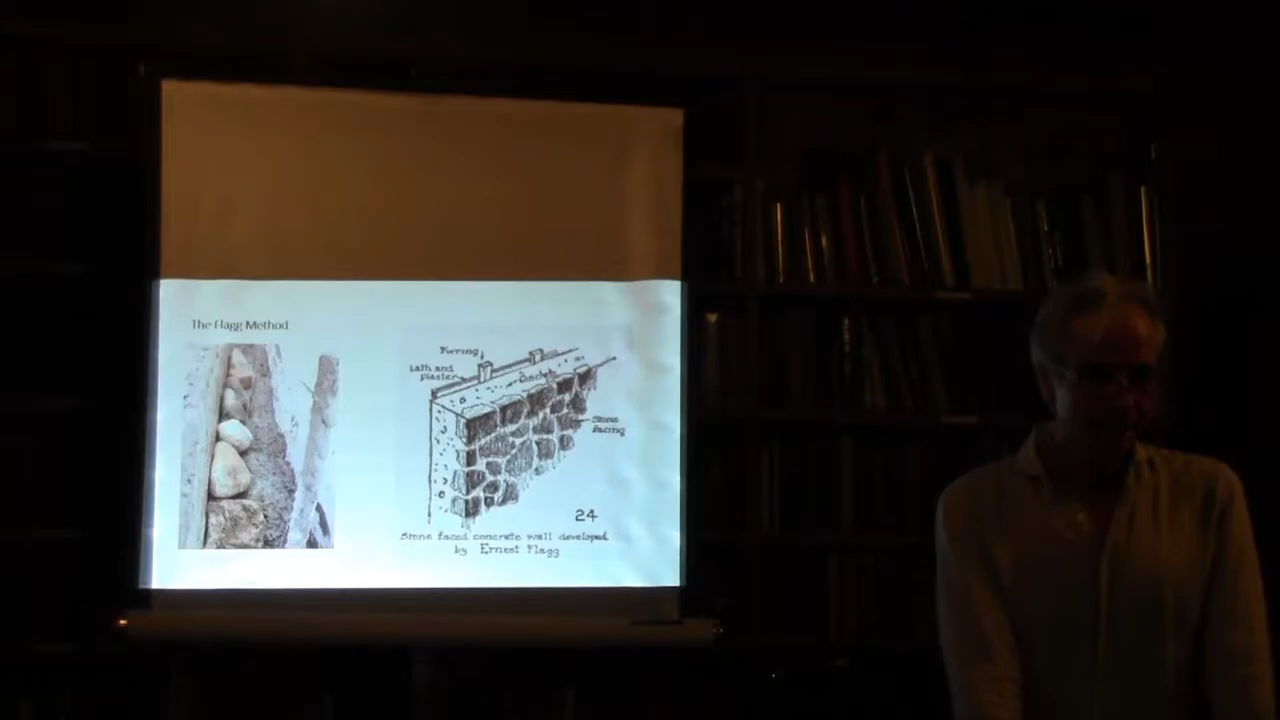 The Flagg Method
Furring
Lath and
plaster
Concrete
Stone
facing
24
Stone faced concrete wall developed
by Ernest Flagg